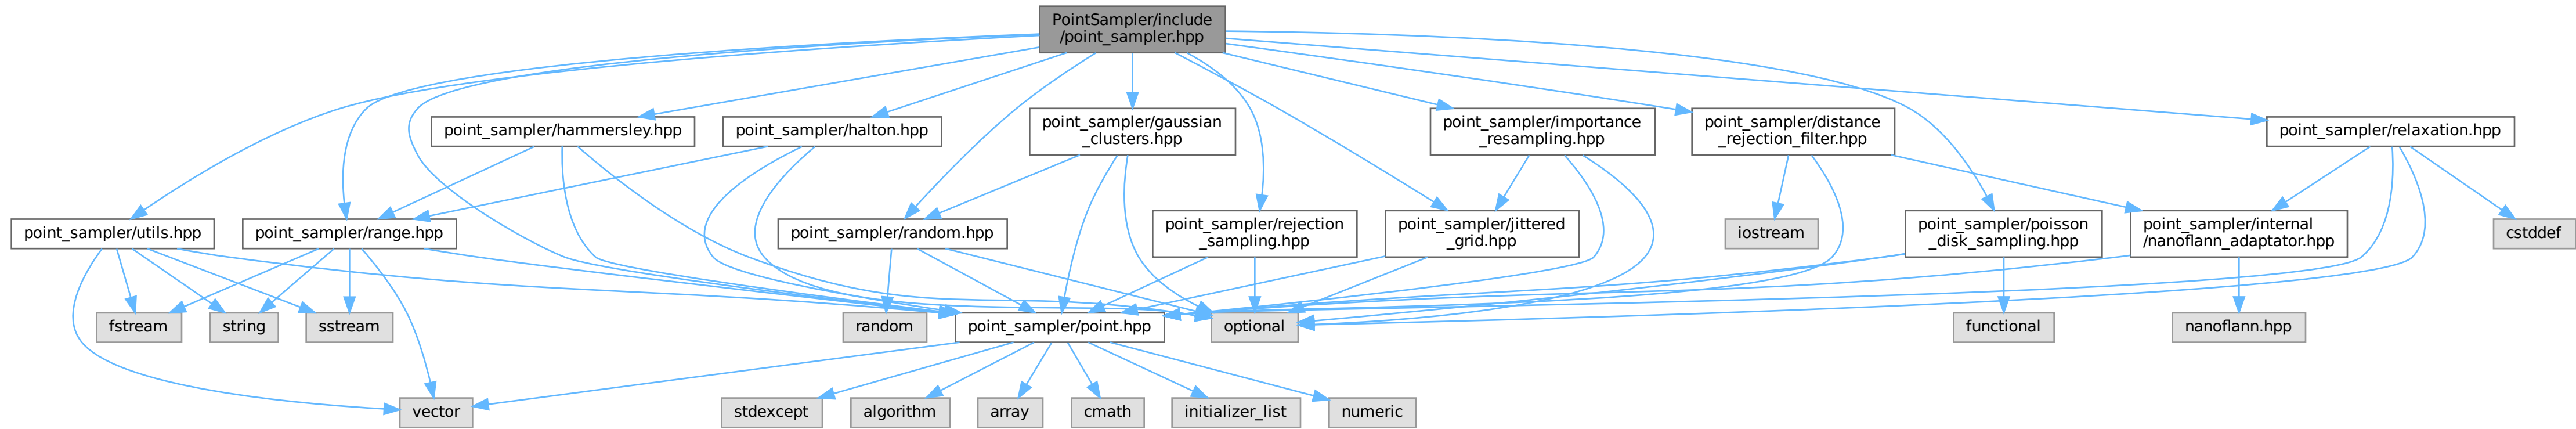 PointSampler/include
/point_sampler.hpp
point_sampler/hammersley.hpp
point_sampler/halton.hpp
point_sampler/gaussian
_clusters.hpp
point_sampler/importance
_resampling.hpp
point_sampler/distance
_rejection_filter.hpp
point_sampler/relaxation.hpp
point_sampler/utils.hpp
point_sampler/range.hpp
point_sampler/random.hpp
point_sampler/rejection
_sampling.hpp
point_sampler/jittered
_grid.hpp
iostream
point_sampler/poisson
_disk_sampling.hpp
point_sampler/internal
/nanoflann_adaptator.hpp
cstddef
fstream
string
sstream
random
point_sampler/point.hpp
optional
functional
nanoflann.hpp
vector
stdexcept
algorithm
array
cmath
initializer_list
numeric